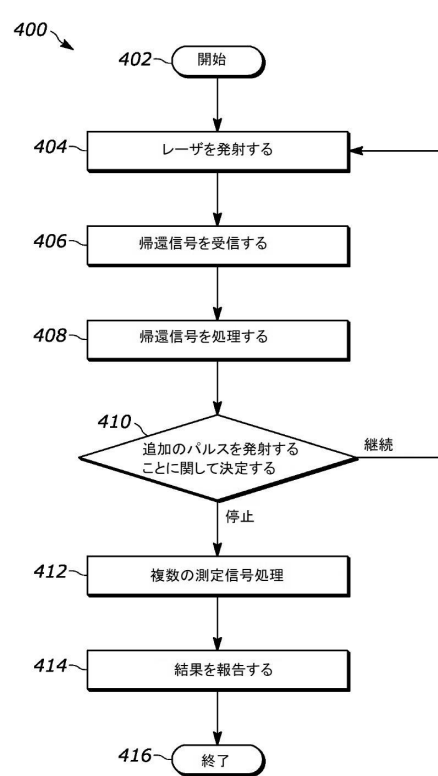 400
402
開始
404
レーザを発射する
406
帰還信号を受信する
408
帰還信号を処理する
410
追加のパルスを発射する
ことに関して決定する
継続
停止
412
複数の測定信号処理
414
結果を報告する
416
終了